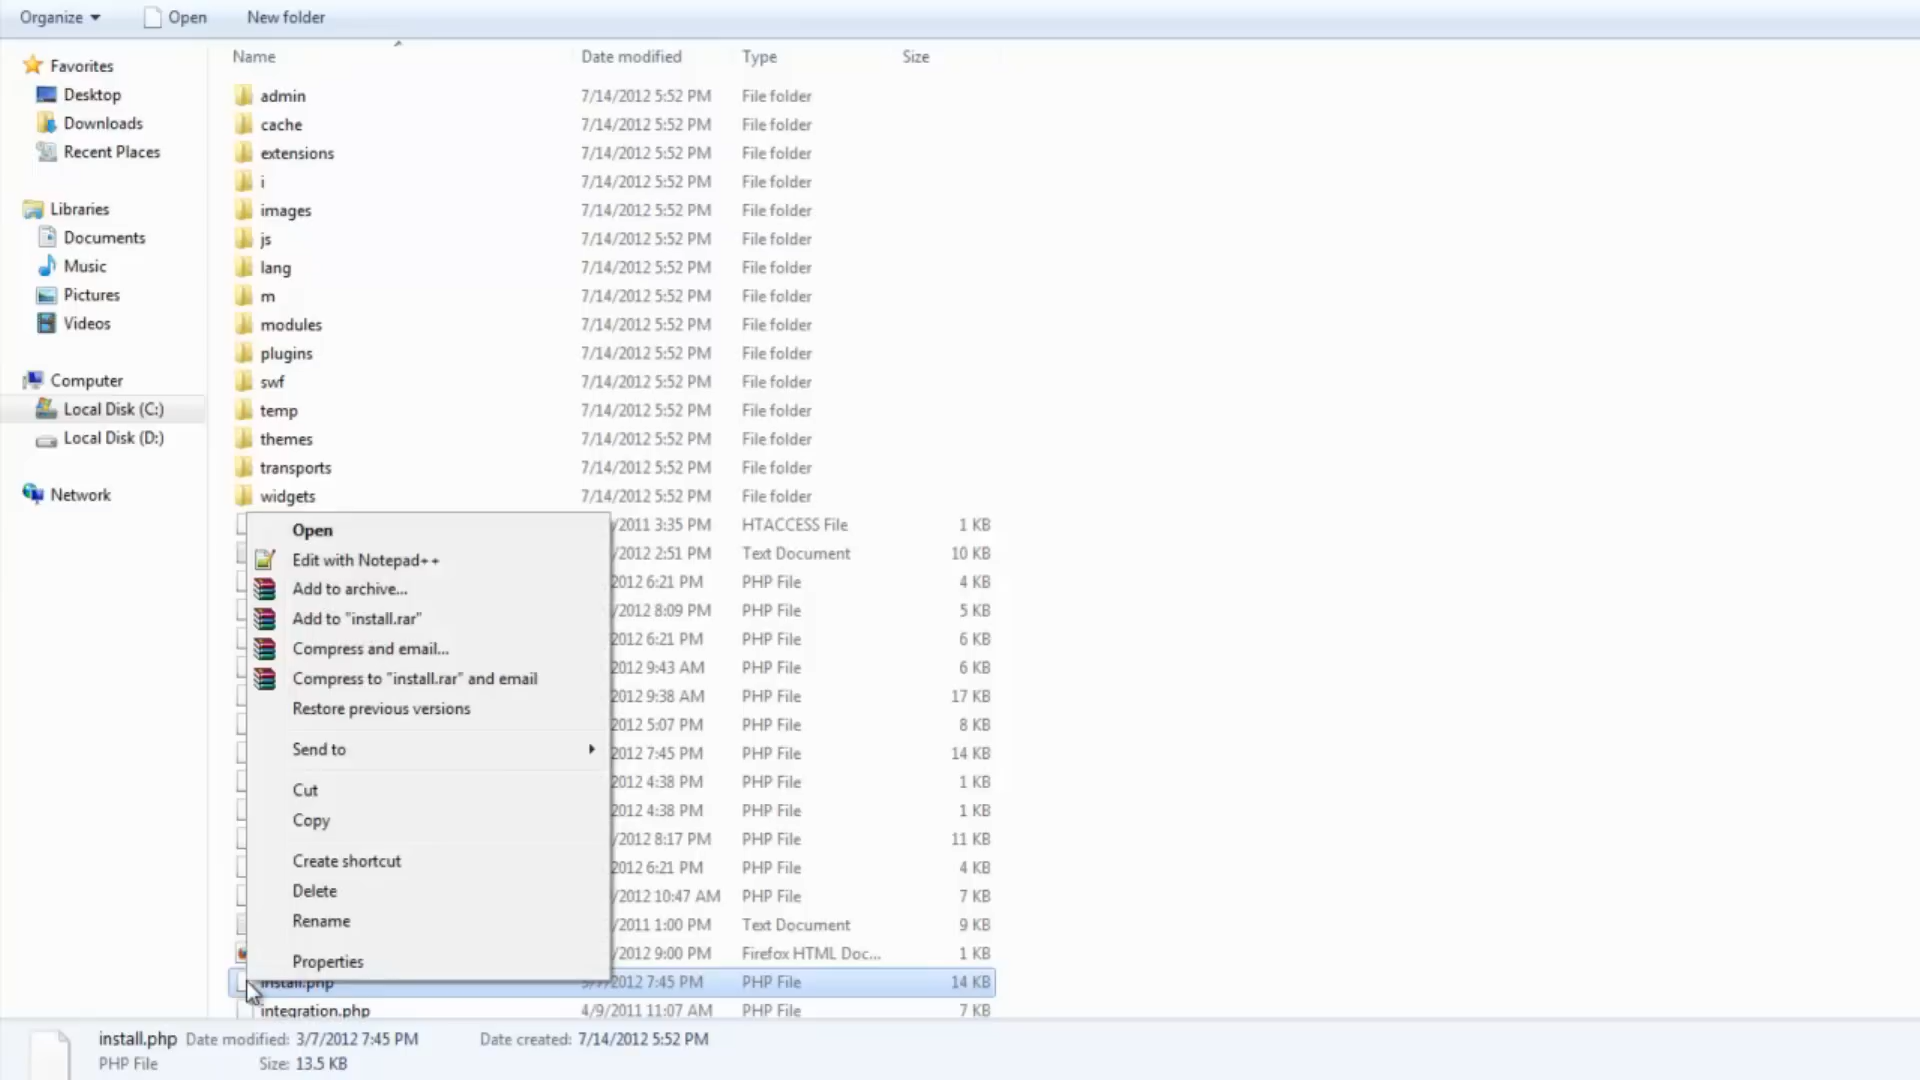 Organize Open New folder
Name Date modified Type Size
Favorites
Desktop
Downloads
Recent Places
Libraries
Documents
Music
Pictures
Videos
Computer
Local Disk (C:)
Local Disk (D:)
Network
admin 7/14/2012 5:52 PM File folder
cache 7/14/2012 5:52 PM File folder
extensions 7/14/2012 5:52 PM File folder
i 7/14/2012 5:52 PM File folder
images 7/14/2012 5:52 PM File folder
js 7/14/2012 5:52 PM File folder
lang 7/14/2012 5:52 PM File folder
m 7/14/2012 5:52 PM File folder
modules 7/14/2012 5:52 PM File folder
plugins 7/14/2012 5:52 PM File folder
swf 7/14/2012 5:52 PM File folder
temp 7/14/2012 5:52 PM File folder
themes 7/14/2012 5:52 PM File folder
transports 7/14/2012 5:52 PM File folder
widgets 7/14/2012 5:52 PM File folder
/2011 3:35 PM HTACCESS File 1 KB
/2012 2:51 PM Text Document 10 KB
2012 6:21 PM PHP File 4 KB
/2012 8:09 PM PHP File 5 KB
2012 6:21 PM PHP File 6 KB
2012 9:43 AM PHP File 6 KB
2012 9:38 AM PHP File 17 KB
2012 5:07 PM PHP File 8 KB
2012 7:45 PM PHP File 14 KB
2012 4:38 PM PHP File 1 KB
2012 4:38 PM PHP File 1 KB
/2012 8:17 PM PHP File 11 KB
2012 6:21 PM PHP File 4 KB
/2012 10:47 AM PHP File 7 KB
/2011 1:00 PM Text Document 9 KB
/2012 9:00 PM Firefox HTML Doc... 1 KB
install.php 3/7/2012 7:45 PM PHP File 14 KB
integration.php 4/9/2011 11:07 AM PHP File 7 KB
Open
Edit with Notepad++
Add to archive...
Add to "install.rar"
Compress and email...
Compress to "install.rar" and email
Restore previous versions
Send to
Cut
Copy
Create shortcut
Delete
Rename
Properties
install.php Date modified: 3/7/2012 7:45 PM Date created: 7/14/2012 5:52 PM
PHP File Size: 13.5 KB